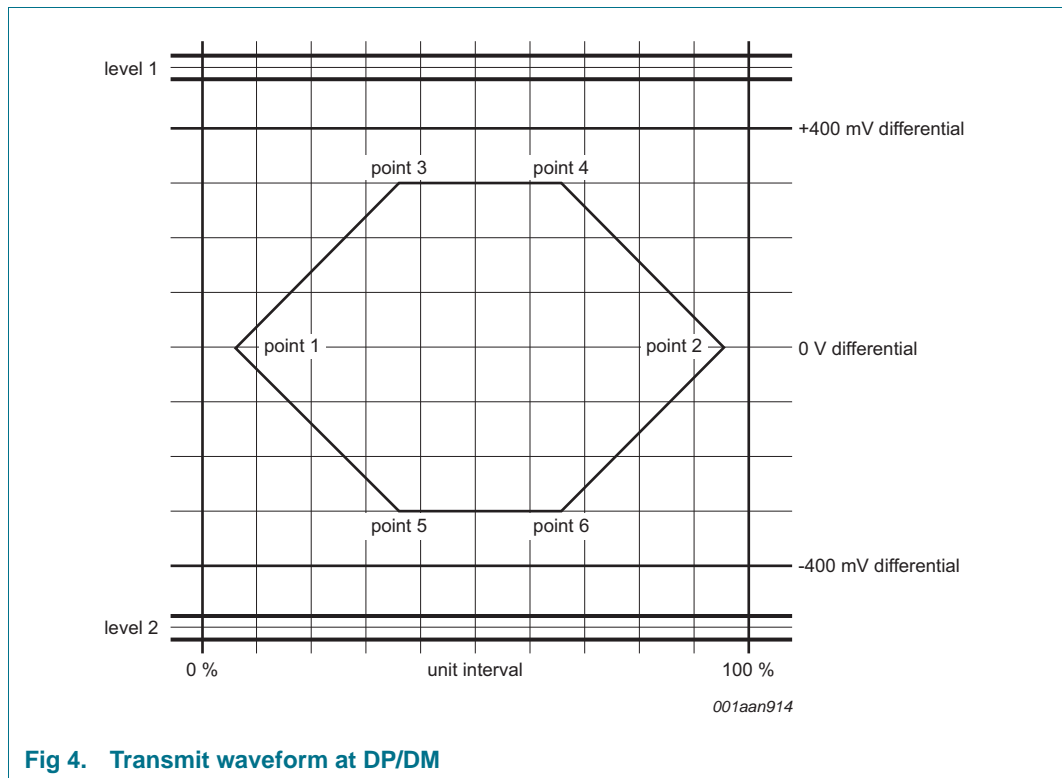 level 1
+400 mV differential
point 3
point 4
point 1
point 2
0 V differential
point 5
point 6
-400 mV differential
level 2
0 %
unit interval
100 %
001aan914
Fig 4. Transmit waveform at DP/DM